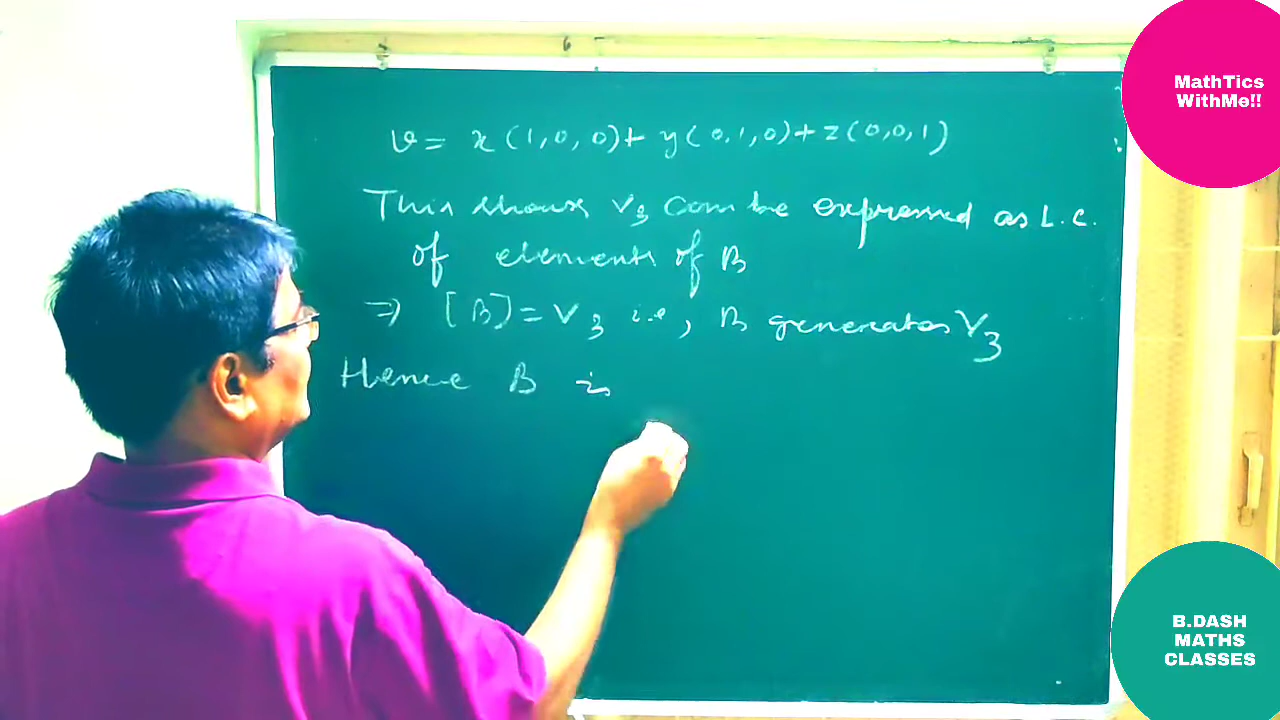 v = x(1,0,0)+ y(0,1,0)+z(0,0,1)
This shows V3 can be expressed as L.C.
of elements of B
⇒ [B] = V3 i.e, B generates V3
Hence B is
MathTics
WithMe!!
B.DASH
MATHS
CLASSES